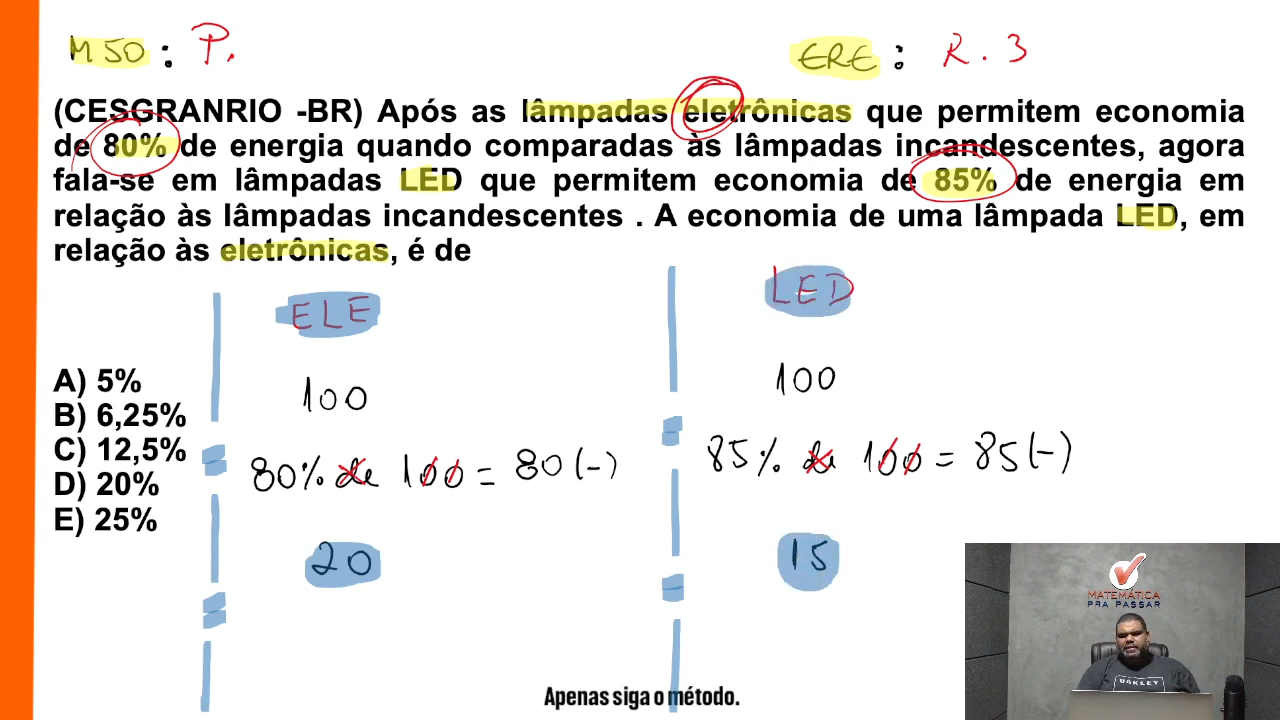 M50 : P.
ERE : R.3
(CESGRANRIO -BR) Após as lâmpadas eletrônicas que permitem economia
de 80% de energia quando comparadas às lâmpadas incandescentes, agora
fala-se em lâmpadas LED que permitem economia de 85% de energia em
relação às lâmpadas incandescentes . A economia de uma lâmpada LED, em
relação às eletrônicas, é de
A) 5%
B) 6,25%
C) 12,5%
D) 20%
E) 25%
ELE
100
80% de 100 = 80 (-)
20
LED
100
85% de 100 = 85 (-)
15
MATEMÁTICA
PRA PASSAR
OAKLEY
Apenas siga o método.